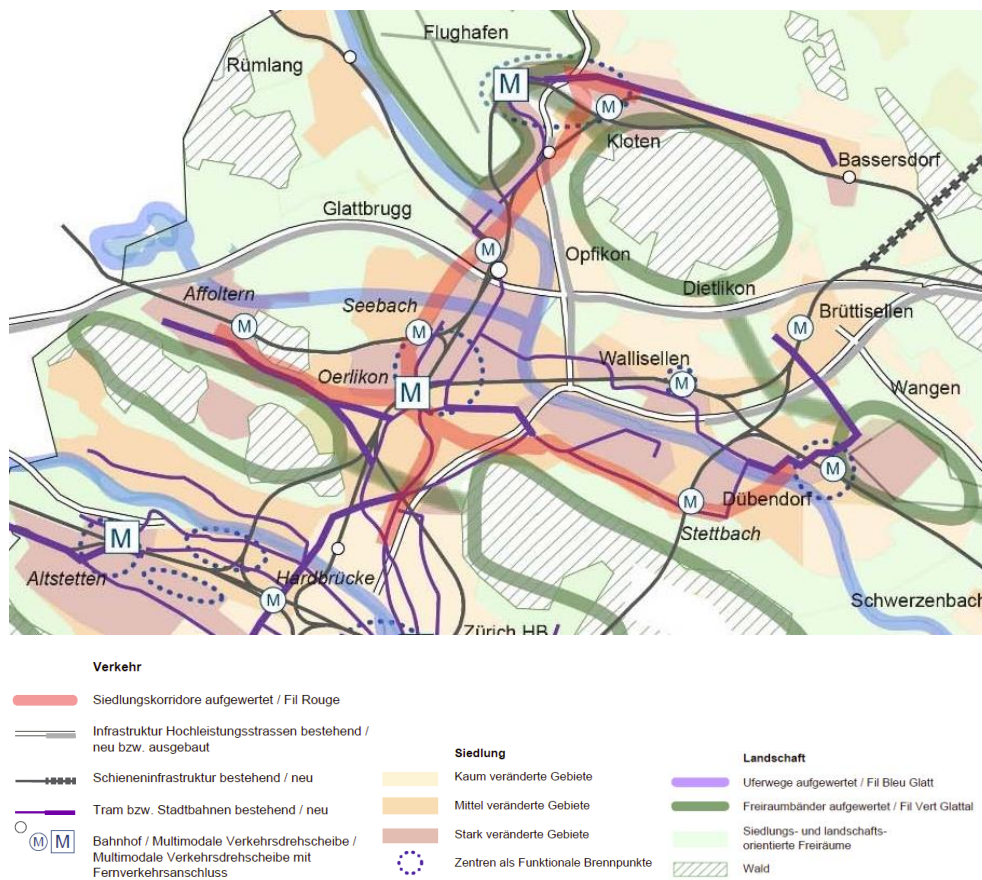 Flughafen
Rümlang
M
M
Kloten
Bassersdorf
Glattbrugg
M
Opfikon
Affoltern
Seebach
Dietlikon
M
M
M
Brüttisellen
Wallisellen
Oerlikon
M
M
Wangen
M
M
Dübendorf
Stettbach
M
Altstetten
Hardbrücke
M
Schwerzenbach
Zürich HB
Verkehr
Siedlungskorridore aufgewertet / Fil Rouge
Infrastruktur Hochleistungsstrassen bestehend /
neu bzw. ausgebaut
Schieneninfrastruktur bestehend / neu
Tram bzw. Stadtbahnen bestehend / neu
M M
Bahnhof / Multimodale Verkehrsdrehscheibe /
Multimodale Verkehrsdrehscheibe mit
Fernverkehrsanschluss
Siedlung
Kaum veränderte Gebiete
Mittel veränderte Gebiete
Stark veränderte Gebiete
Zentren als Funktionale Brennpunkte
Landschaft
Uferwege aufgewertet / Fil Bleu Glatt
Freiraumbänder aufgewertet / Fil Vert Glattal
Siedlungs- und landschafts-
orientierte Freiräume
Wald